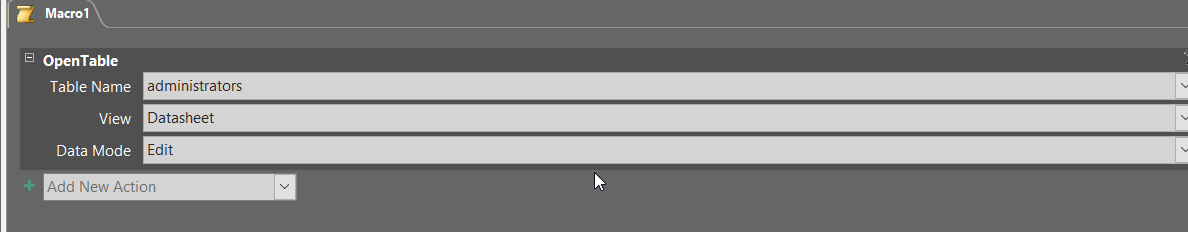 Macro1
OpenTable
Table Name administrators
View Datasheet
Data Mode Edit
Add New Action